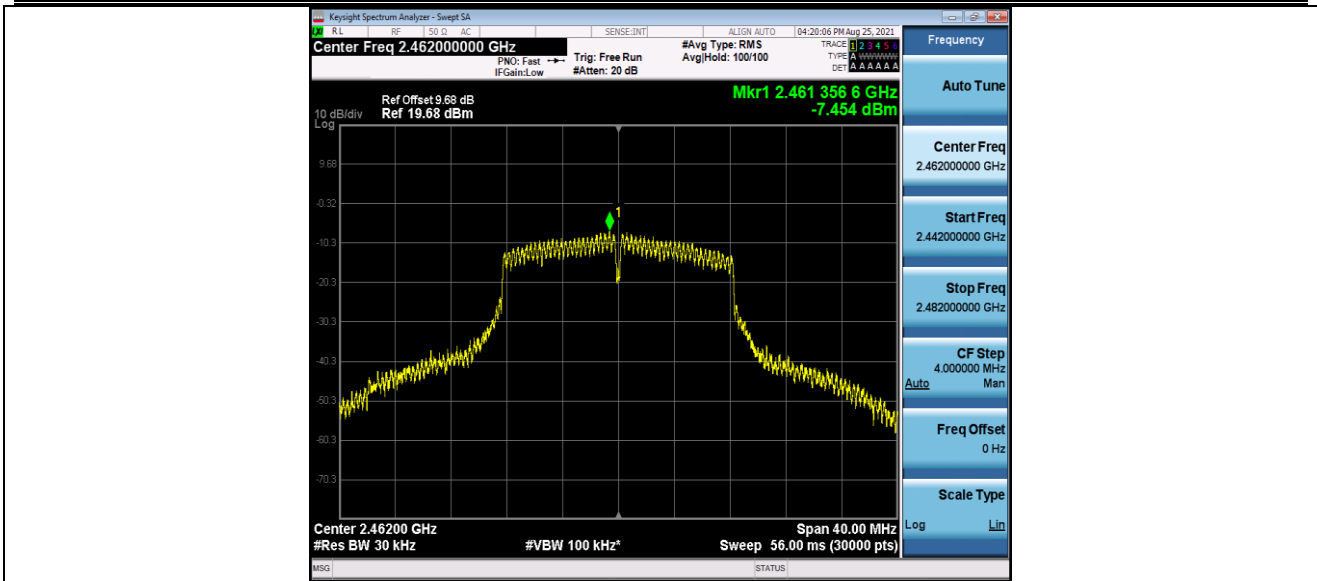 Keysight Spectrum Analyzer - Swept SA
RL RF 50 Ω AC SENSE:INT ALIGN AUTO 04:20:06 PM Aug 25, 2021
Center Freq 2.462000000 GHz
PNO: Fast
IFGain:Low
Trig: Free Run
#Atten: 20 dB
#Avg Type: RMS
Avg|Hold: 100/100
TRACE 1 2 3 4 5 6
TYPE A WWWWW
DET A A A A A A
Mkr1 2.461 356 6 GHz
-7.454 dBm
Ref Offset 9.68 dB
10 dB/div Ref 19.68 dBm
Log
9.68
-0.32
-10.3
-20.3
-30.3
-40.3
-50.3
-60.3
-70.3
1
Center 2.46200 GHz
Span 40.00 MHz
#Res BW 30 kHz
#VBW 100 kHz*
Sweep 56.00 ms (30000 pts)
MSG
STATUS
Frequency
Auto Tune
Center Freq
2.462000000 GHz
Start Freq
2.442000000 GHz
Stop Freq
2.482000000 GHz
CF Step
4.000000 MHz
Auto Man
Freq Offset
0 Hz
Scale Type
Log Lin